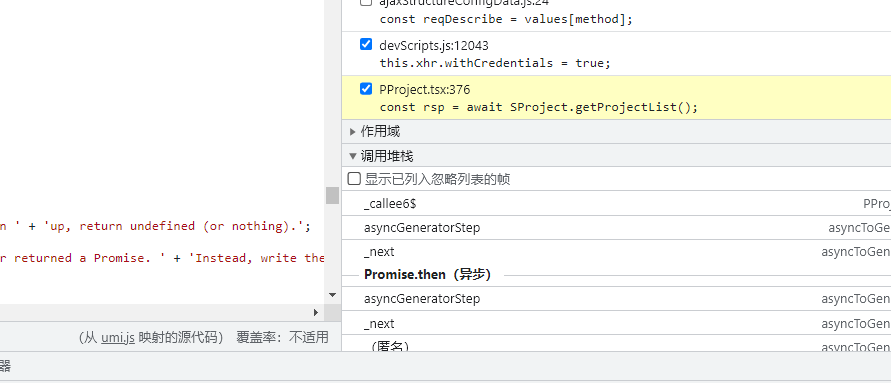 n ' + 'up, return undefined (or nothing).';
r returned a Promise. ' + 'Instead, write the
(从 umi.js 映射的源代码) 覆盖率：不适用
器
ajaxStructureConfigData.js:24
const reqDescribe = values[method];
devScripts.js:12043
this.xhr.withCredentials = true;
PProject.tsx:376
const rsp = await SProject.getProjectList();
作用域
调用堆栈
显示已列入忽略列表的帧
_callee6$ PProj
asyncGeneratorStep asyncToGe
_next asyncToGen
Promise.then（异步）
asyncGeneratorStep asyncToGen
_next asyncToGen
（匿名） asyncToGen